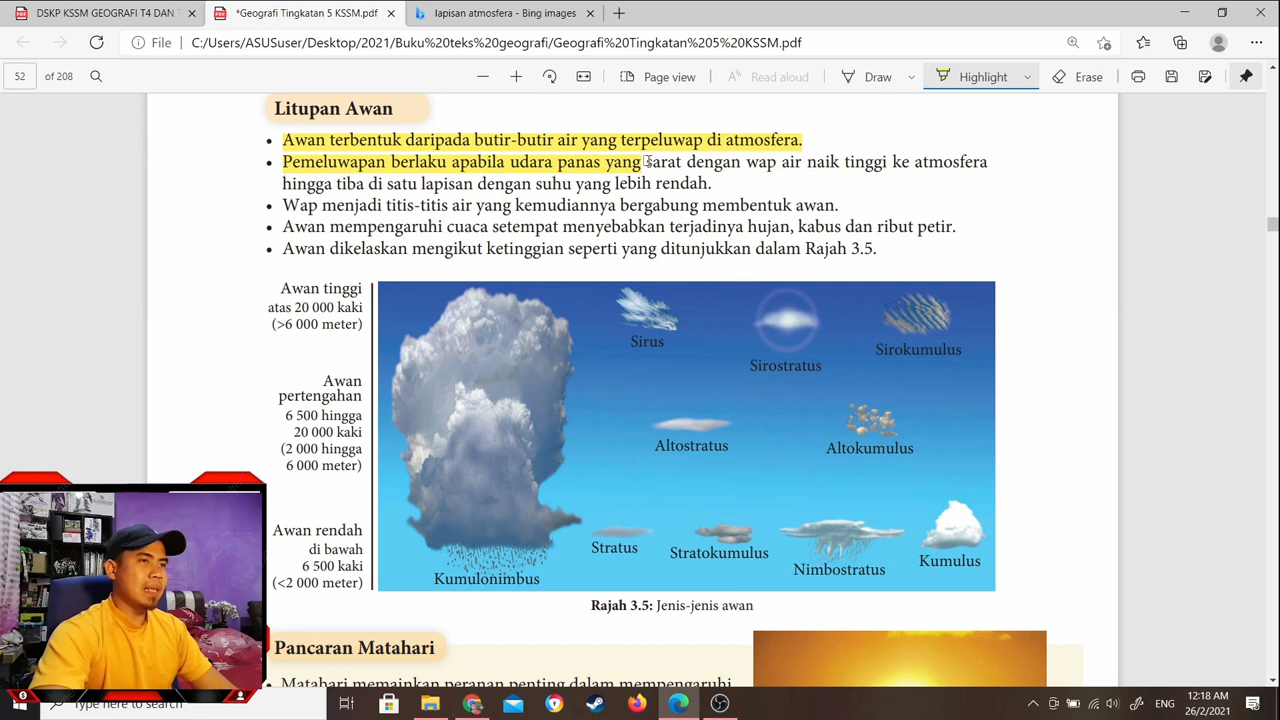 DSKP KSSM GEOGRAFI T4 DAN
*Geografi Tingkatan 5 KSSM.pdf
lapisan atmosfera - Bing images
File
C:/Users/ASUSuser/Desktop/2021/Buku%20teks%20geografi/Geografi%20Tingkatan%205%20KSSM.pdf
52 of 208
Page view
Read aloud
Draw
Highlight
Erase
Litupan Awan
• Awan terbentuk daripada butir-butir air yang terpeluwap di atmosfera.
• Pemeluwapan berlaku apabila udara panas yang sarat dengan wap air naik tinggi ke atmosfera
hingga tiba di satu lapisan dengan suhu yang lebih rendah.
• Wap menjadi titis-titis air yang kemudiannya bergabung membentuk awan.
• Awan mempengaruhi cuaca setempat menyebabkan terjadinya hujan, kabus dan ribut petir.
• Awan dikelaskan mengikut ketinggian seperti yang ditunjukkan dalam Rajah 3.5.
Awan tinggi
atas 20 000 kaki
(>6 000 meter)
Sirus
Sirostratus
Sirokumulus
Awan
pertengahan
6 500 hingga
20 000 kaki
(2 000 hingga
6 000 meter)
Altostratus
Altokumulus
Awan rendah
di bawah
6 500 kaki
(<2 000 meter)
Kumulonimbus
Stratus
Stratokumulus
Nimbostratus
Kumulus
Rajah 3.5: Jenis-jenis awan
Pancaran Matahari
• Matahari memainkan peranan penting dalam mempengaruhi
Type here to search
12:18 AM
26/2/2021